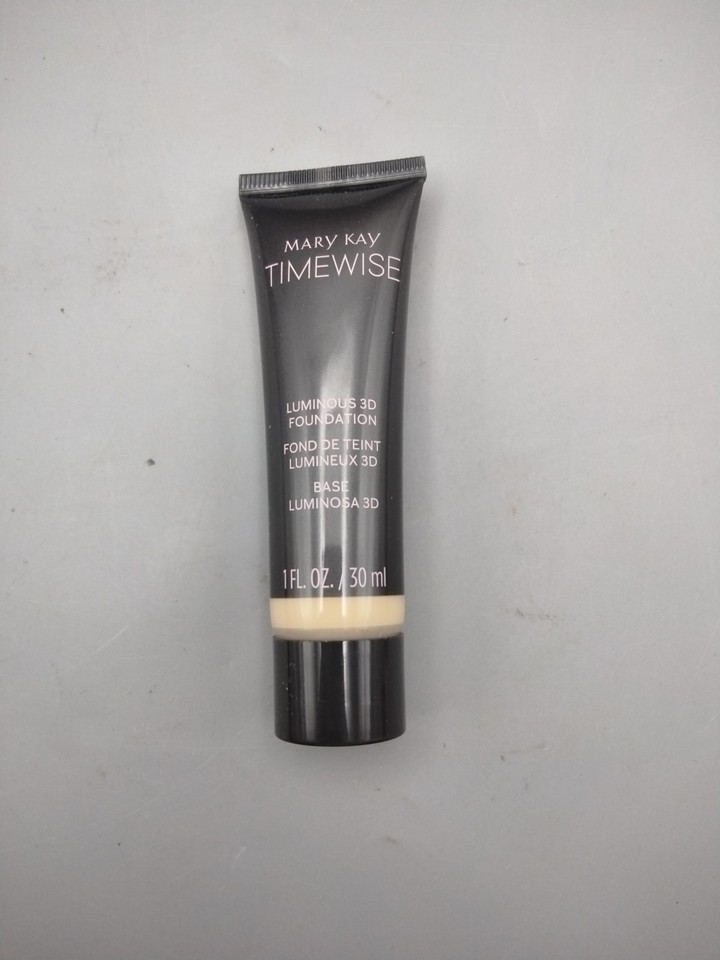 MARY KAY
TIMEWISE
LUMINOUS 3D
FOUNDATION
FOND DE TEINT
LUMINEUX 3D
BASE
LUMINOSA 3D
1 FL. OZ. / 30 ml